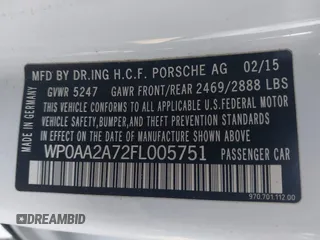 MFD BY DR.ING H.C.F. PORSCHE AG 02/15
GVWR 5247 GAWR FRONT/REAR 2469/2888 LBS
MADE IN GERMANY
THIS VEHICLE CONFORMS TO ALL APPLICABLE
U.S. FEDERAL MOTOR
VEHICLE SAFETY, BUMPER, AND THEFT PREVENTION
STANDARDS IN EFFECT ON THE DATE OF
MANUFACTURE SHOWN ABOVE.
WP0AA2A72FL005751 PASSENGER CAR
970.701.112.00
DREAMBID